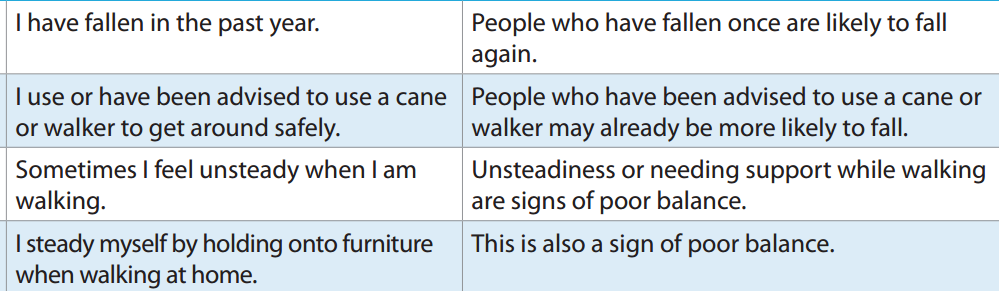 I have fallen in the past year.
People who have fallen once are likely to fall
again.
I use or have been advised to use a cane
or walker to get around safely.
People who have been advised to use a cane or
walker may already be more likely to fall.
Sometimes I feel unsteady when I am
walking.
Unsteadiness or needing support while walking
are signs of poor balance.
I steady myself by holding onto furniture
when walking at home.
This is also a sign of poor balance.